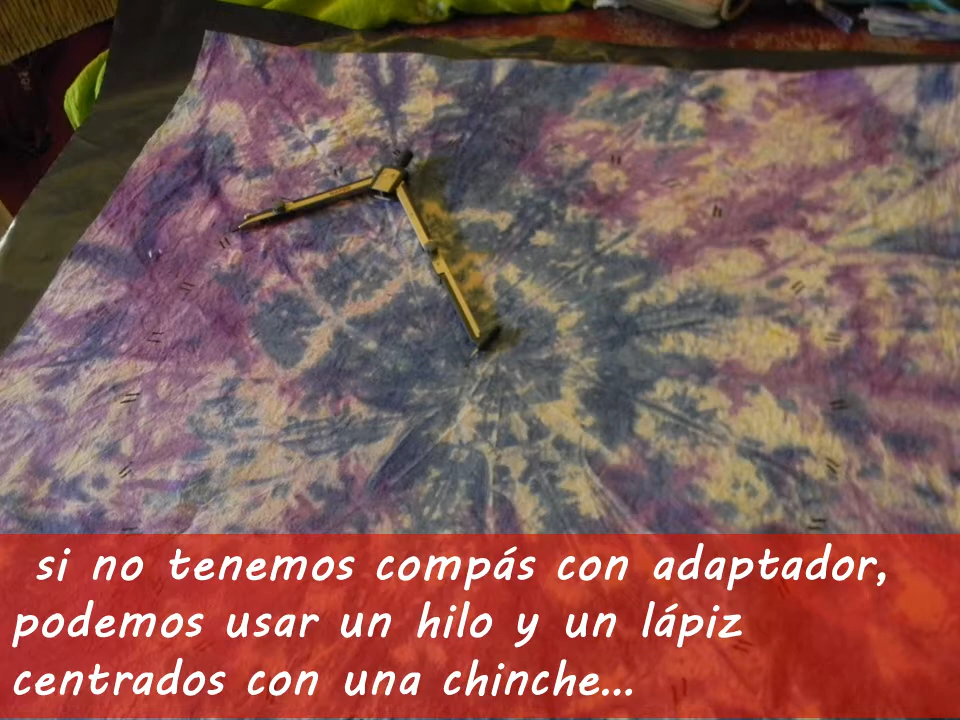 si no tenemos compás con adaptador,
podemos usar un hilo y un lápiz
centrados con una chinche...